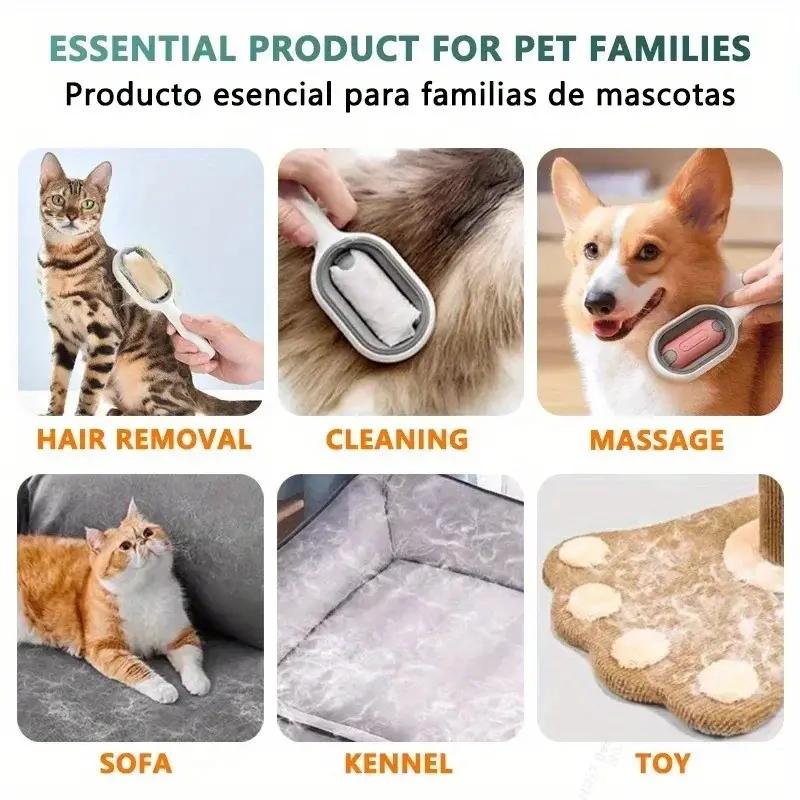 ESSENTIAL PRODUCT FOR PET FAMILIES
Producto esencial para familias de mascotas
HAIR REMOVAL
CLEANING
MASSAGE
SOFA
KENNEL
TOY